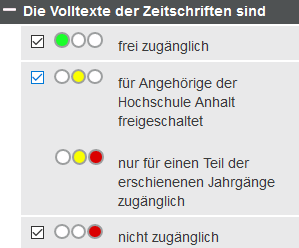 Die Volltexte der Zeitschriften sind
frei zugänglich
für Angehörige der
Hochschule Anhalt
freigeschaltet
nur für einen Teil der
erschienenen Jahrgänge
zugänglich
nicht zugänglich